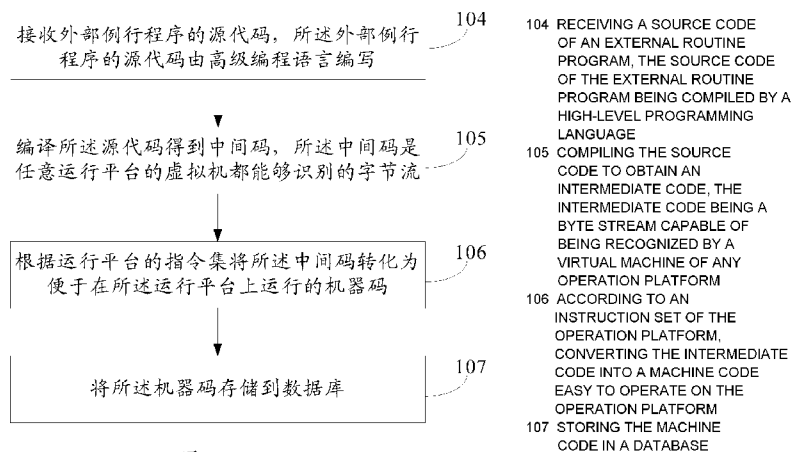 接收外部例行程序的源代码，所述外部例行
程序的源代码由高级编程语言编写
104
编译所述源代码得到中间码，所述中间码是
任意运行平台的虚拟机都能够识别的字节流
105
根据运行平台的指令集将所述中间码转化为
便于在所述运行平台上运行的机器码
106
将所述机器码存储到数据库
107
104 RECEIVING A SOURCE CODE
OF AN EXTERNAL ROUTINE
PROGRAM, THE SOURCE CODE
OF THE EXTERNAL ROUTINE
PROGRAM BEING COMPILED BY A
HIGH-LEVEL PROGRAMMING
LANGUAGE
105 COMPILING THE SOURCE
CODE TO OBTAIN AN
INTERMEDIATE CODE, THE
INTERMEDIATE CODE BEING A
BYTE STREAM CAPABLE OF
BEING RECOGNIZED BY A
VIRTUAL MACHINE OF ANY
OPERATION PLATFORM
106 ACCORDING TO AN
INSTRUCTION SET OF THE
OPERATION PLATFORM,
CONVERTING THE INTERMEDIATE
CODE INTO A MACHINE CODE
EASY TO OPERATE ON THE
OPERATION PLATFORM
107 STORING THE MACHINE
CODE IN A DATABASE